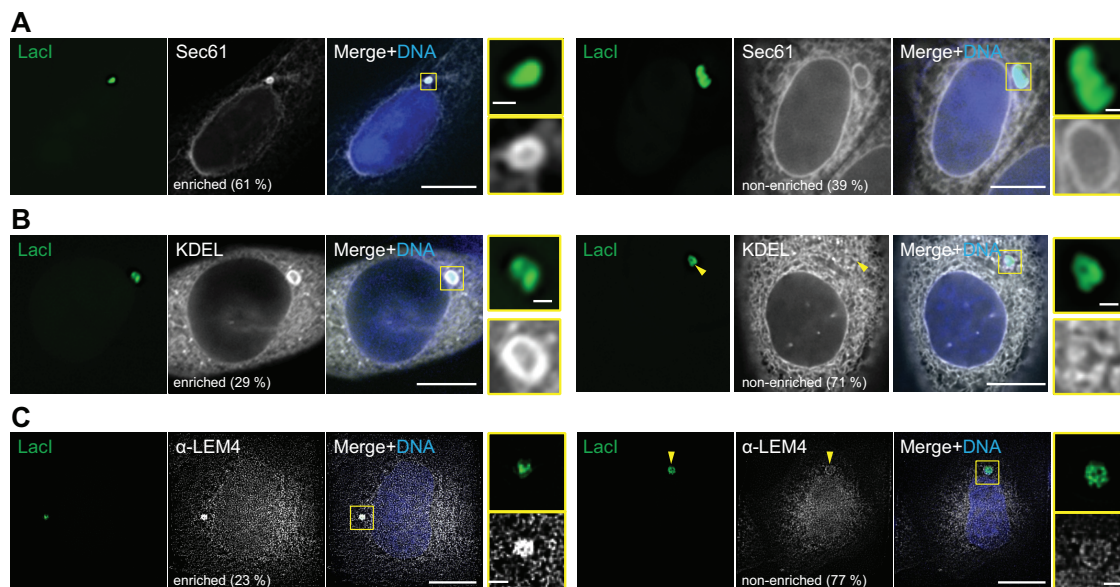 A
LacI Sec61 Merge+DNA LacI Sec61 Merge+DNA
enriched (61 %) non-enriched (39 %)
B
LacI KDEL Merge+DNA LacI KDEL Merge+DNA
enriched (29 %) non-enriched (71 %)
C
LacI α-LEM4 Merge+DNA LacI α-LEM4 Merge+DNA
enriched (23 %) non-enriched (77 %)